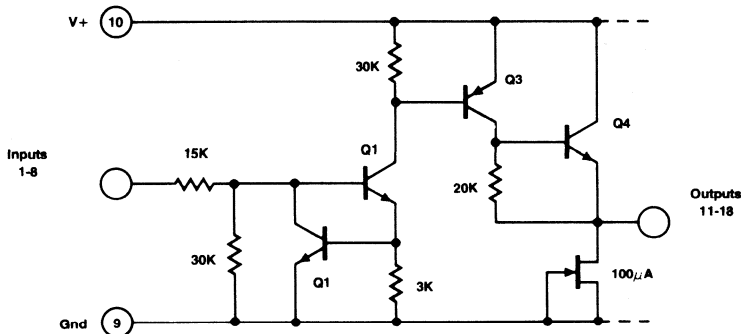 V+ 10
30K
Q3
Q4
Inputs
1-8
15K
Q1
20K
Outputs
11-18
30K
Q1
3K
100μA
Gnd 9